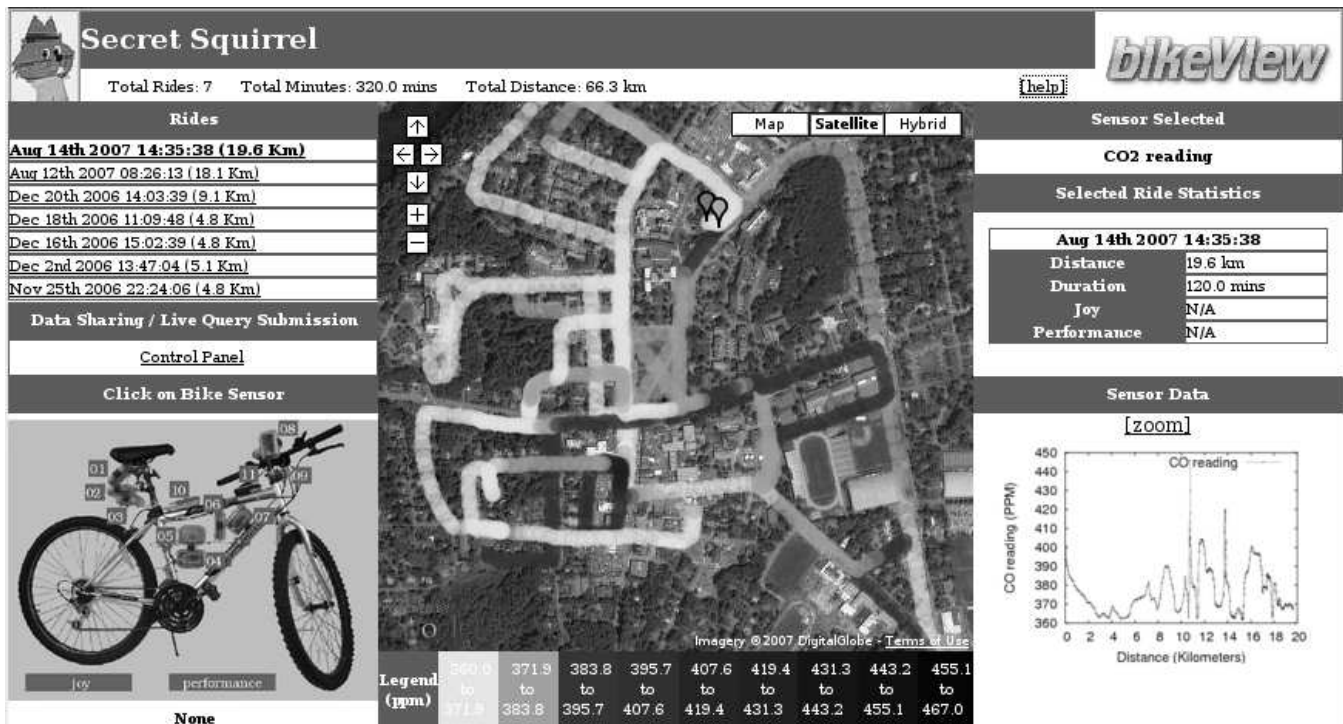 Secret Squirrel
bikeView
Total Rides: 7 Total Minutes: 320.0 mins Total Distance: 66.3 km
[help]
Rides
Aug 14th 2007 14:35:38 (19.6 Km)
Aug 12th 2007 08:26:13 (18.1 Km)
Dec 20th 2006 14:03:39 (9.1 Km)
Dec 18th 2006 11:09:48 (4.8 Km)
Dec 16th 2006 15:02:39 (4.8 Km)
Dec 2nd 2006 13:47:04 (5.1 Km)
Nov 25th 2006 22:24:06 (4.8 Km)
Data Sharing / Live Query Submission
Control Panel
Click on Bike Sensor
01
02
03
04
05
06
07
08
09
10
11
joy performance
None
Map Satellite Hybrid
Imagery ©2007 DigitalGlobe - Terms of Use
Legend (ppm)
360.0 to 371.9
371.9 to 383.8
383.8 to 395.7
395.7 to 407.6
407.6 to 419.4
419.4 to 431.3
431.3 to 443.2
443.2 to 455.1
455.1 to 467.0
Sensor Selected
CO2 reading
Selected Ride Statistics
Aug 14th 2007 14:35:38
Distance 19.6 km
Duration 120.0 mins
Joy N/A
Performance N/A
Sensor Data
[zoom]
CO reading
CO reading (PPM)
450
440
430
420
410
400
390
380
370
360
0 2 4 6 8 10 12 14 16 18 20
Distance (Kilometers)